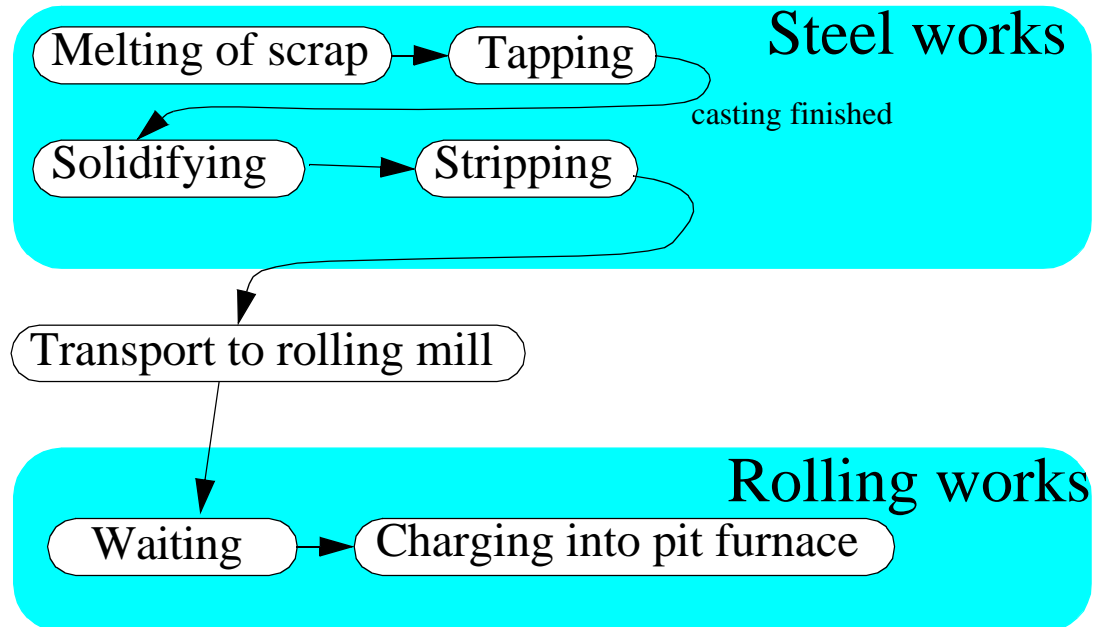 Steel works
Melting of scrap
Tapping
casting finished
Solidifying
Stripping
Transport to rolling mill
Rolling works
Waiting
Charging into pit furnace